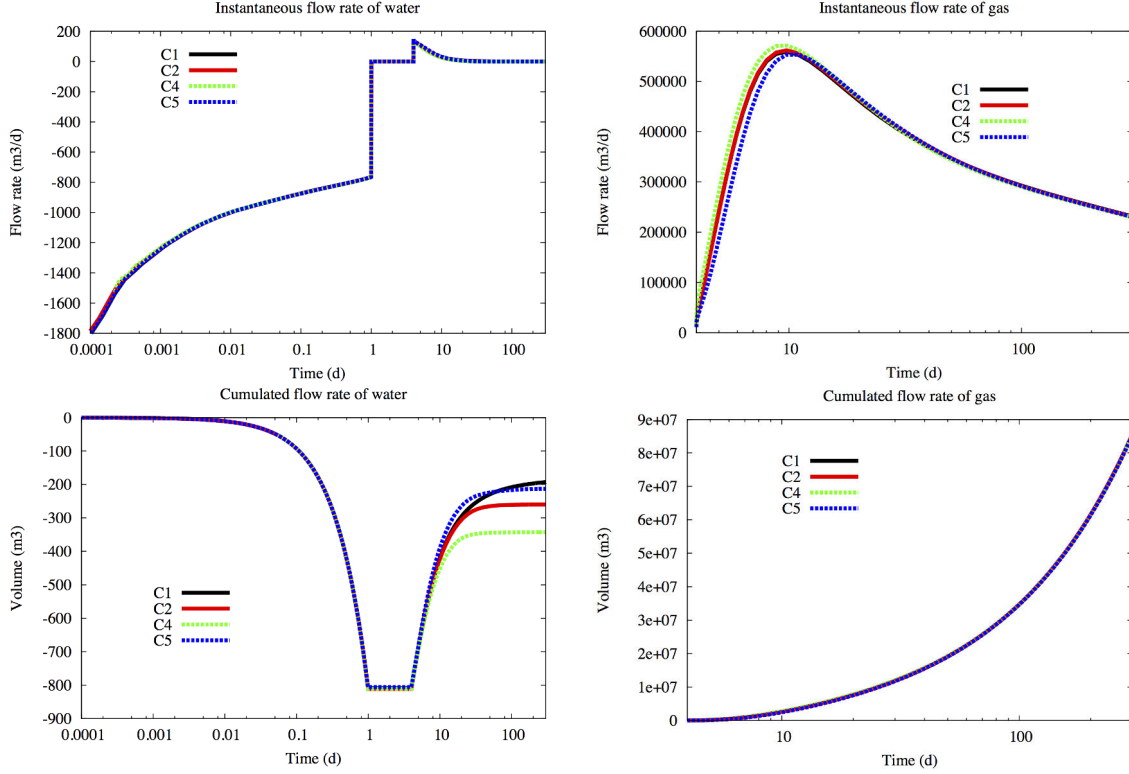 Instantaneous flow rate of water
200
0
-200
-400
-600
-800
-1000
-1200
-1400
-1600
-1800
Flow rate (m3/d)
C1
C2
C4
C5
0.0001 0.001 0.01 0.1 1 10 100
Time (d)
Instantaneous flow rate of gas
600000
500000
400000
300000
200000
100000
0
Flow rate (m3/d)
C1
C2
C4
C5
10 100
Time (d)
Cumulated flow rate of water
0
-100
-200
-300
-400
-500
-600
-700
-800
-900
Volume (m3)
C1
C2
C4
C5
0.0001 0.001 0.01 0.1 1 10 100
Time (d)
Cumulated flow rate of gas
9e+07
8e+07
7e+07
6e+07
5e+07
4e+07
3e+07
2e+07
1e+07
0
Volume (m3)
C1
C2
C4
C5
10 100
Time (d)